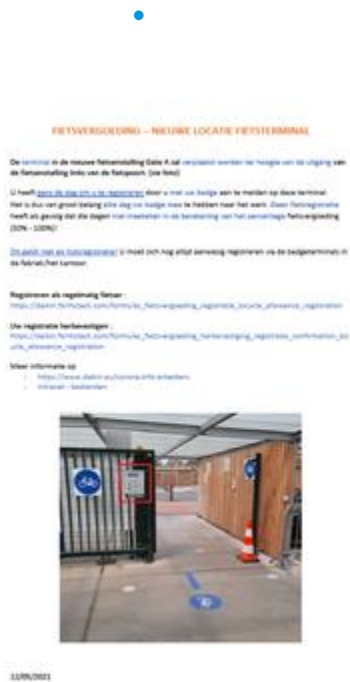 FIETSVERGOEDING – NIEUWE LOCATIE FIETSTERMINAL
De terminal in de nieuwe fietsenstalling Gate A zal verplaatst worden ter hoogte van de uitgang van
de fietsenstalling links van de fietspoort. (zie foto)
U heeft eens de dag om u te registreren door u met uw badge aan te melden op deze terminal.
Het is dus van groot belang elke dag uw badge mee te hebben naar het werk. Geen fietsregistratie
heeft als gevolg dat die dagen niet meetellen in de berekening van het percentage fietsvergoeding
(50% - 100%)!
Dit geldt niet als tijdsregistratie! U moet zich nog altijd aanwezig registreren via de badgeterminals in
de fabriek/het kantoor.
Registreren als regelmatig fietser :
Uw registratie herbevestigen :
Meer informatie op
- Intranet - bestanden
12/05/2021